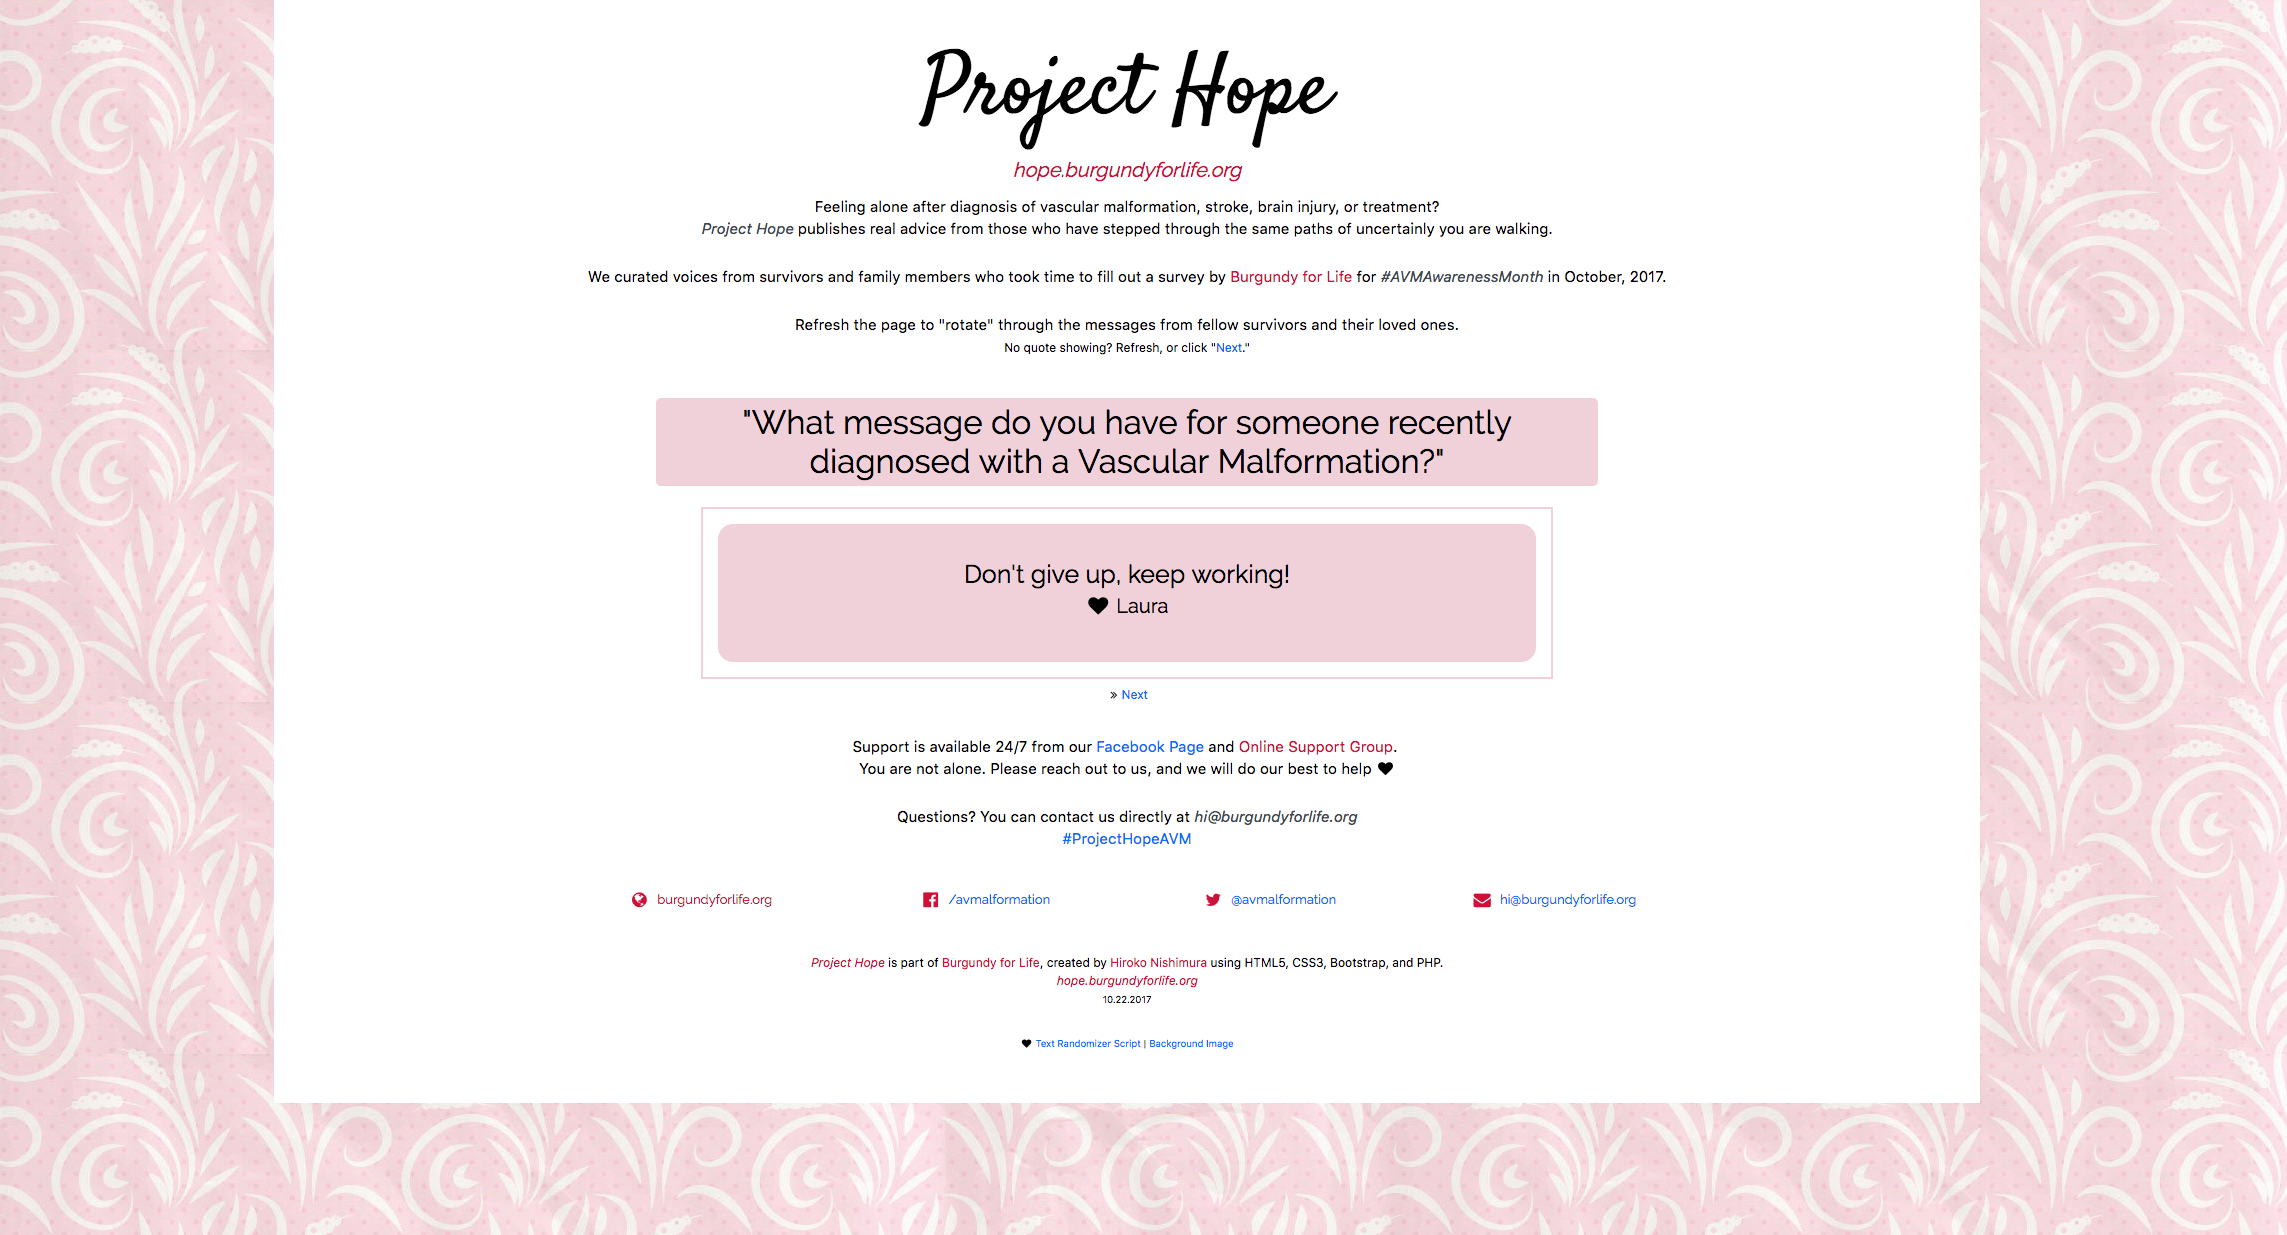 Project Hope
hope.burgundyforlife.org
Feeling alone after diagnosis of vascular malformation, stroke, brain injury, or treatment?
Project Hope publishes real advice from those who have stepped through the same paths of uncertainly you are walking.
We curated voices from survivors and family members who took time to fill out a survey by Burgundy for Life for #AVMAwarenessMonth in October, 2017.
Refresh the page to "rotate" through the messages from fellow survivors and their loved ones.
No quote showing? Refresh, or click "Next."
"What message do you have for someone recently
diagnosed with a Vascular Malformation?"
Don't give up, keep working!
♥ Laura
» Next
Support is available 24/7 from our Facebook Page and Online Support Group.
You are not alone. Please reach out to us, and we will do our best to help ♥
Questions? You can contact us directly at hi@burgundyforlife.org
#ProjectHopeAVM
burgundyforlife.org
/avmalformation
@avmalformation
hi@burgundyforlife.org
Project Hope is part of Burgundy for Life, created by Hiroko Nishimura using HTML5, CSS3, Bootstrap, and PHP.
hope.burgundyforlife.org
10.22.2017
♥ Text Randomizer Script | Background Image